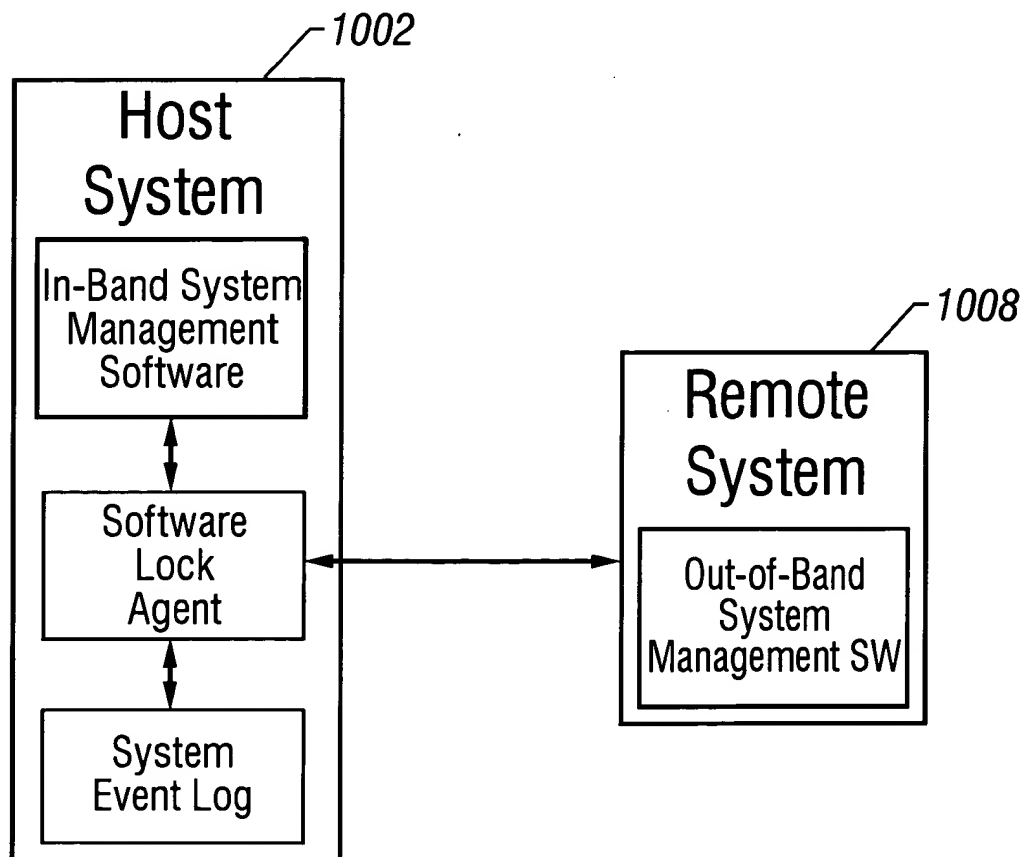 1002
Host
System
In-Band System
Management
Software
Software
Lock
Agent
System
Event Log
1008
Remote
System
Out-of-Band
System
Management SW